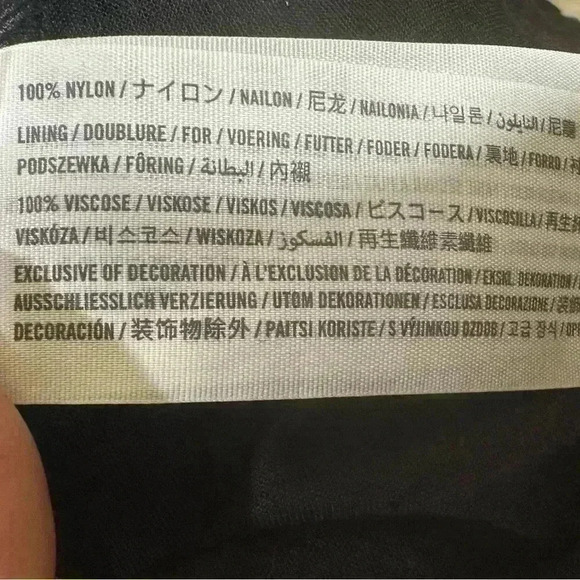 100% NYLON / ナイロン / NAILON / 尼龙 / NAILONIA / 나일론 / النايلون / 尼龍
LINING / DOUBLURE / FOR / VOERING / FUTTER / FODER / FODERA / 裏地 / FORRO /
PODSZEWKA / FÔRING / البطانة / 內襯
100% VISCOSE / VISKOSE / VISKOS / VISCOSA / ビスコース / VISCOSILLA / 再生
VISKÓZA / 비스코스 / WISKOZA / الفسكوز / 再生纖維素纖維
EXCLUSIVE OF DECORATION / À L'EXCLUSION DE LA DÉCORATION / EKSKL. DEKORATION /
AUSSCHLIESSLICH VERZIERUNG / UTOM DEKORATIONEN / ESCLUSA DECORAZIONE /
DECORACIÓN / 装饰物除外 / PAITSI KORISTE / S VÝJIMKOU OZDOB / 고급 장식 /